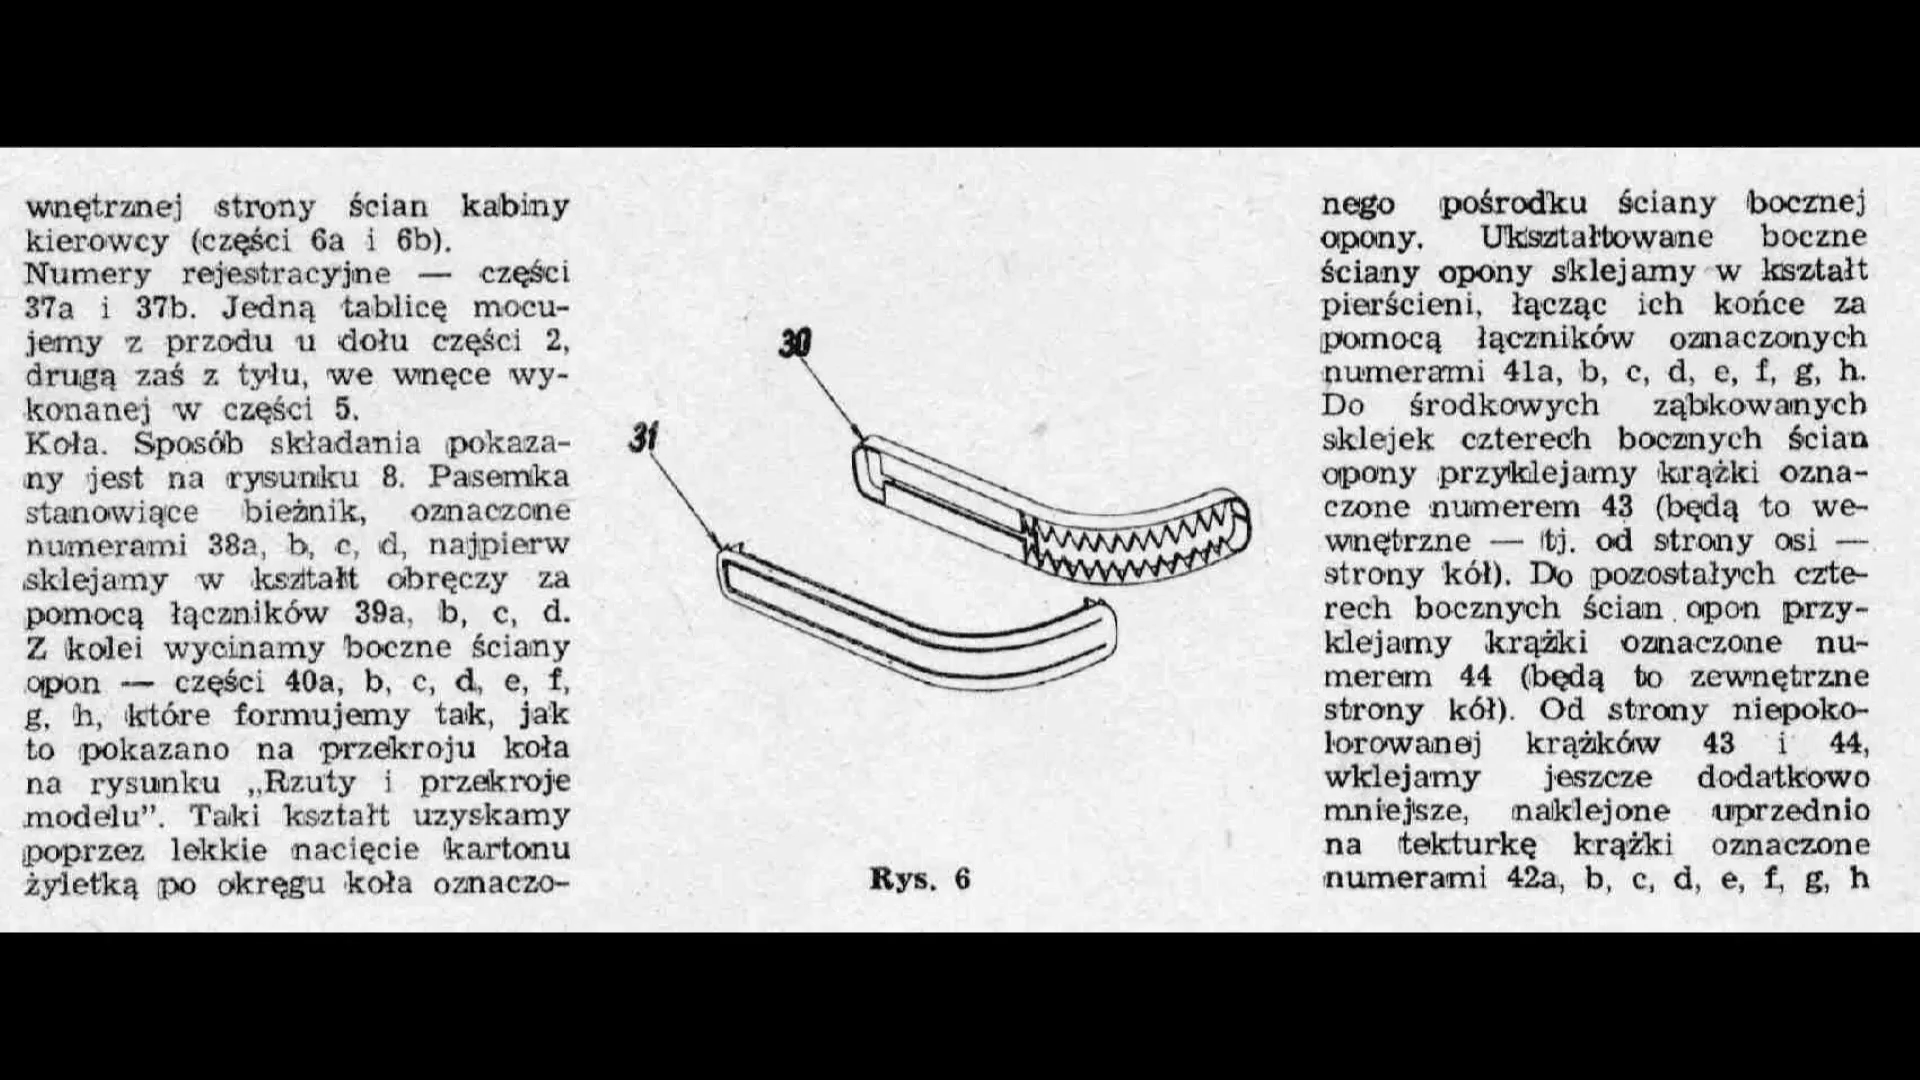 wnętrznej strony ścian kabiny
kierowcy (części 6a i 6b).
Numery rejestracyjne — części
37a i 37b. Jedną tablicę mocu-
jemy z przodu u dołu części 2,
drugą zaś z tyłu, we wnęce wy-
konanej w części 5.
Koła. Sposób składania pokaza-
ny jest na rysunku 8. Pasemka
stanowiące bieżnik, oznaczone
numerami 38a, b, c, d, najpierw
sklejamy w kształt obręczy za
pomocą łączników 39a, b, c, d.
Z kolei wycinamy boczne ściany
opon — części 40a, b, c, d, e, f,
g, h, które formujemy tak, jak
to pokazano na przekroju koła
na rysunku „Rzuty i przekroje
modelu”. Taki kształt uzyskamy
poprzez lekkie nacięcie kartonu
żyletką po okręgu koła oznaczo-
30
31
Rys. 6
nego pośrodku ściany bocznej
opony. Ukształtowane boczne
ściany opony sklejamy w kształt
pierścieni, łącząc ich końce za
pomocą łączników oznaczonych
numerami 41a, b, c, d, e, f, g, h.
Do środkowych ząbkowanych
sklejek czterech bocznych ścian
opony przyklejamy krążki ozna-
czone numerem 43 (będą to we-
wnętrzne — tj. od strony osi —
strony kół). Do pozostałych czte-
rech bocznych ścian opon przy-
klejamy krążki oznaczone nu-
merem 44 (będą to zewnętrzne
strony kół). Od strony niepoko-
lorowanej krążków 43 i 44,
wklejamy jeszcze dodatkowo
mniejsze, naklejone uprzednio
na tekturkę krążki oznaczone
numerami 42a, b, c, d, e, f, g, h